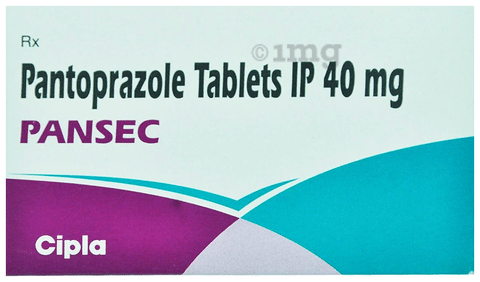 Rx
©1mg
Pantoprazole Tablets IP 40 mg
PANSEC
Cipla